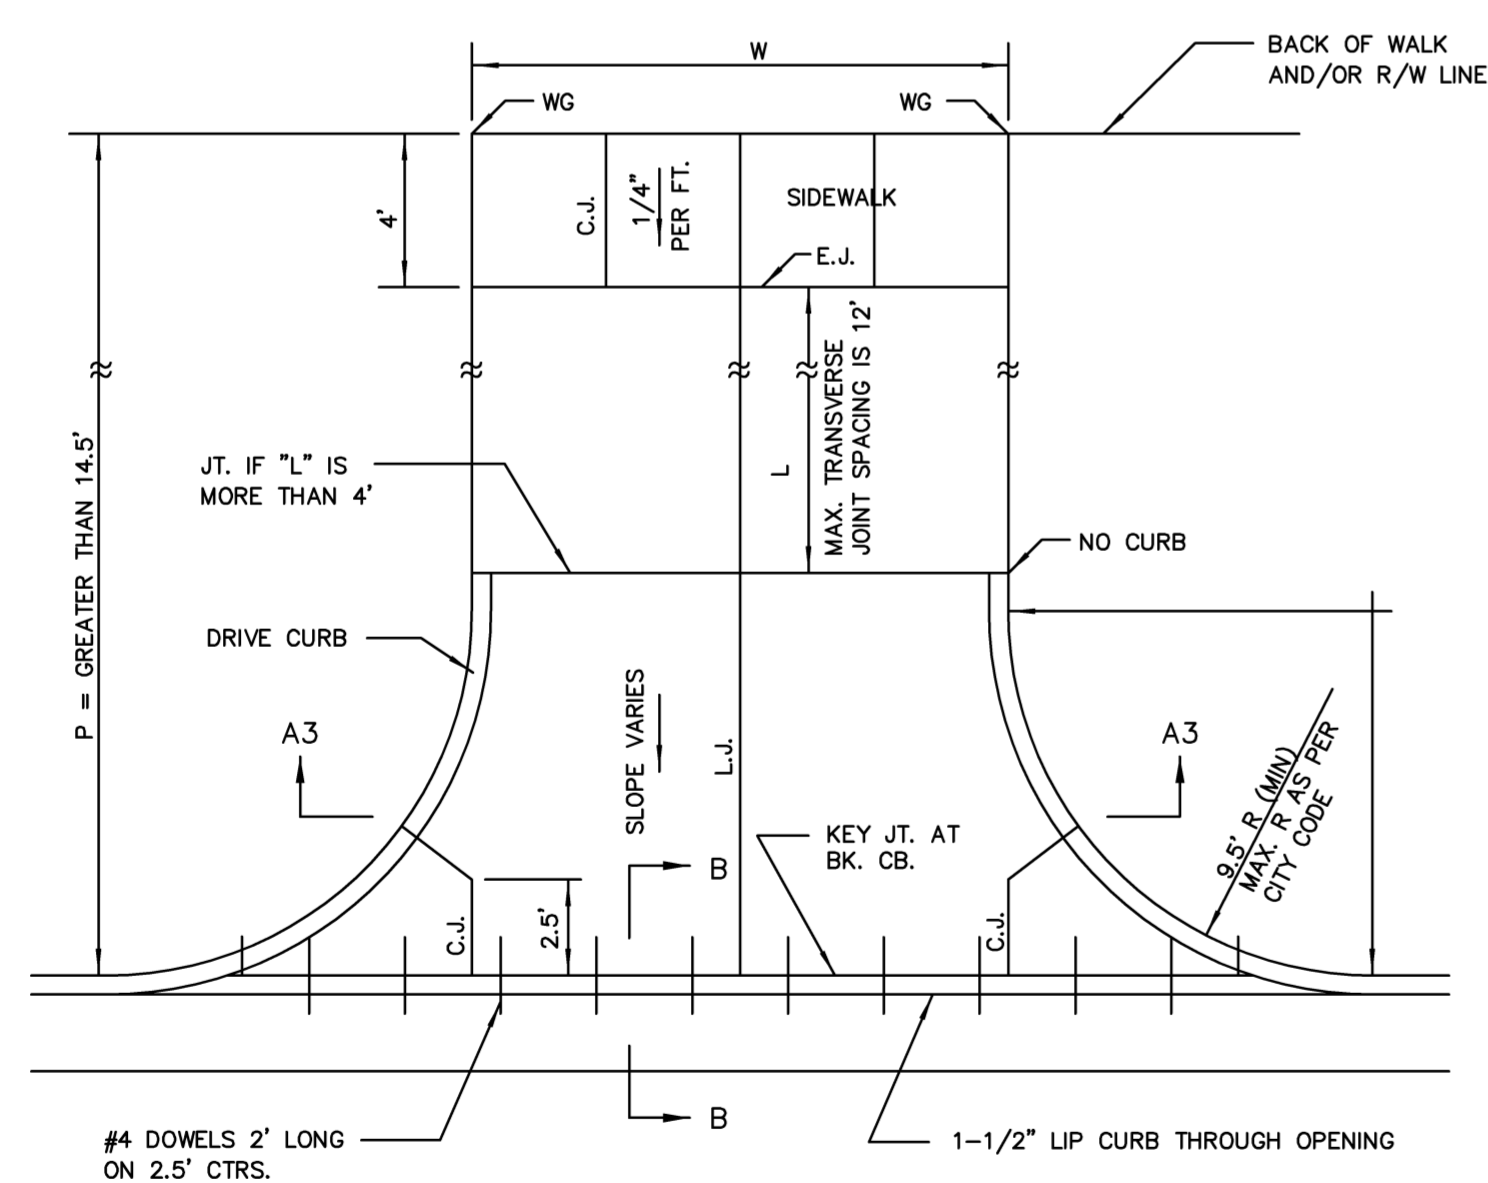 W
BACK OF WALK
AND/OR R/W LINE
WG
WG
4'
C.J.
1/4"
PER FT.
SIDEWALK
E.J.
P = GREATER THAN 14.5'
JT. IF "L" IS
MORE THAN 4'
L
MAX. TRANSVERSE
JOINT SPACING IS 12'
NO CURB
DRIVE CURB
SLOPE VARIES
L.J.
A3
A3
9.5' R (MIN)
MAX. R AS PER
CITY CODE
KEY JT. AT
BK. CB.
B
C.J.
2.5'
C.J.
B
#4 DOWELS 2' LONG
ON 2.5' CTRS.
1-1/2" LIP CURB THROUGH OPENING